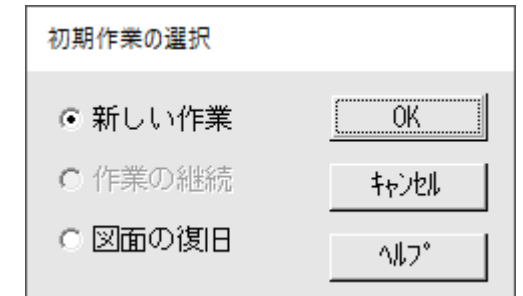 初期作業の選択
新しい作業
OK
作業の継続
ｷｬﾝｾﾙ
図面の復旧
ﾍﾙﾌﾟ